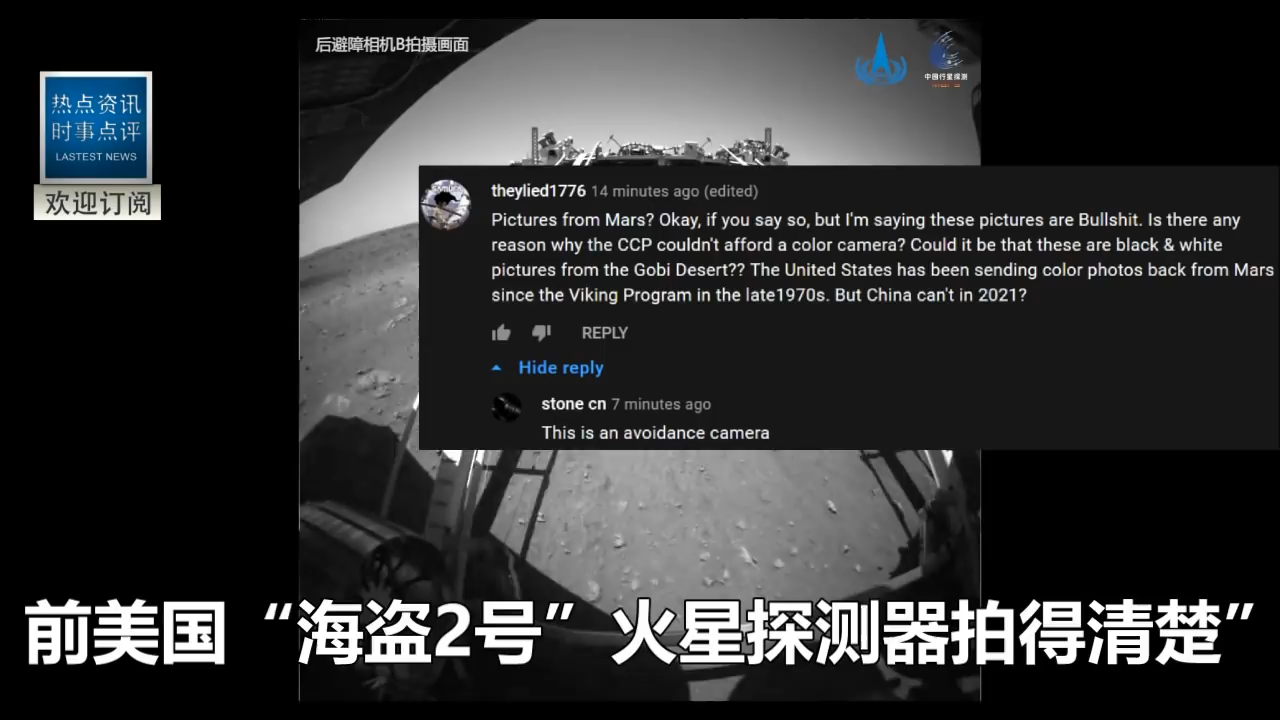 后避障相机B拍摄画面
中国行星探测
热点资讯
时事点评
LASTEST NEWS
欢迎订阅
theylied1776 14 minutes ago (edited)
Pictures from Mars? Okay, if you say so, but I'm saying these pictures are Bullshit. Is there any
reason why the CCP couldn't afford a color camera? Could it be that these are black & white
pictures from the Gobi Desert?? The United States has been sending color photos back from Mars
since the Viking Program in the late1970s. But China can't in 2021?
REPLY
Hide reply
stone cn 7 minutes ago
This is an avoidance camera
前美国“海盗2号”火星探测器拍得清楚”